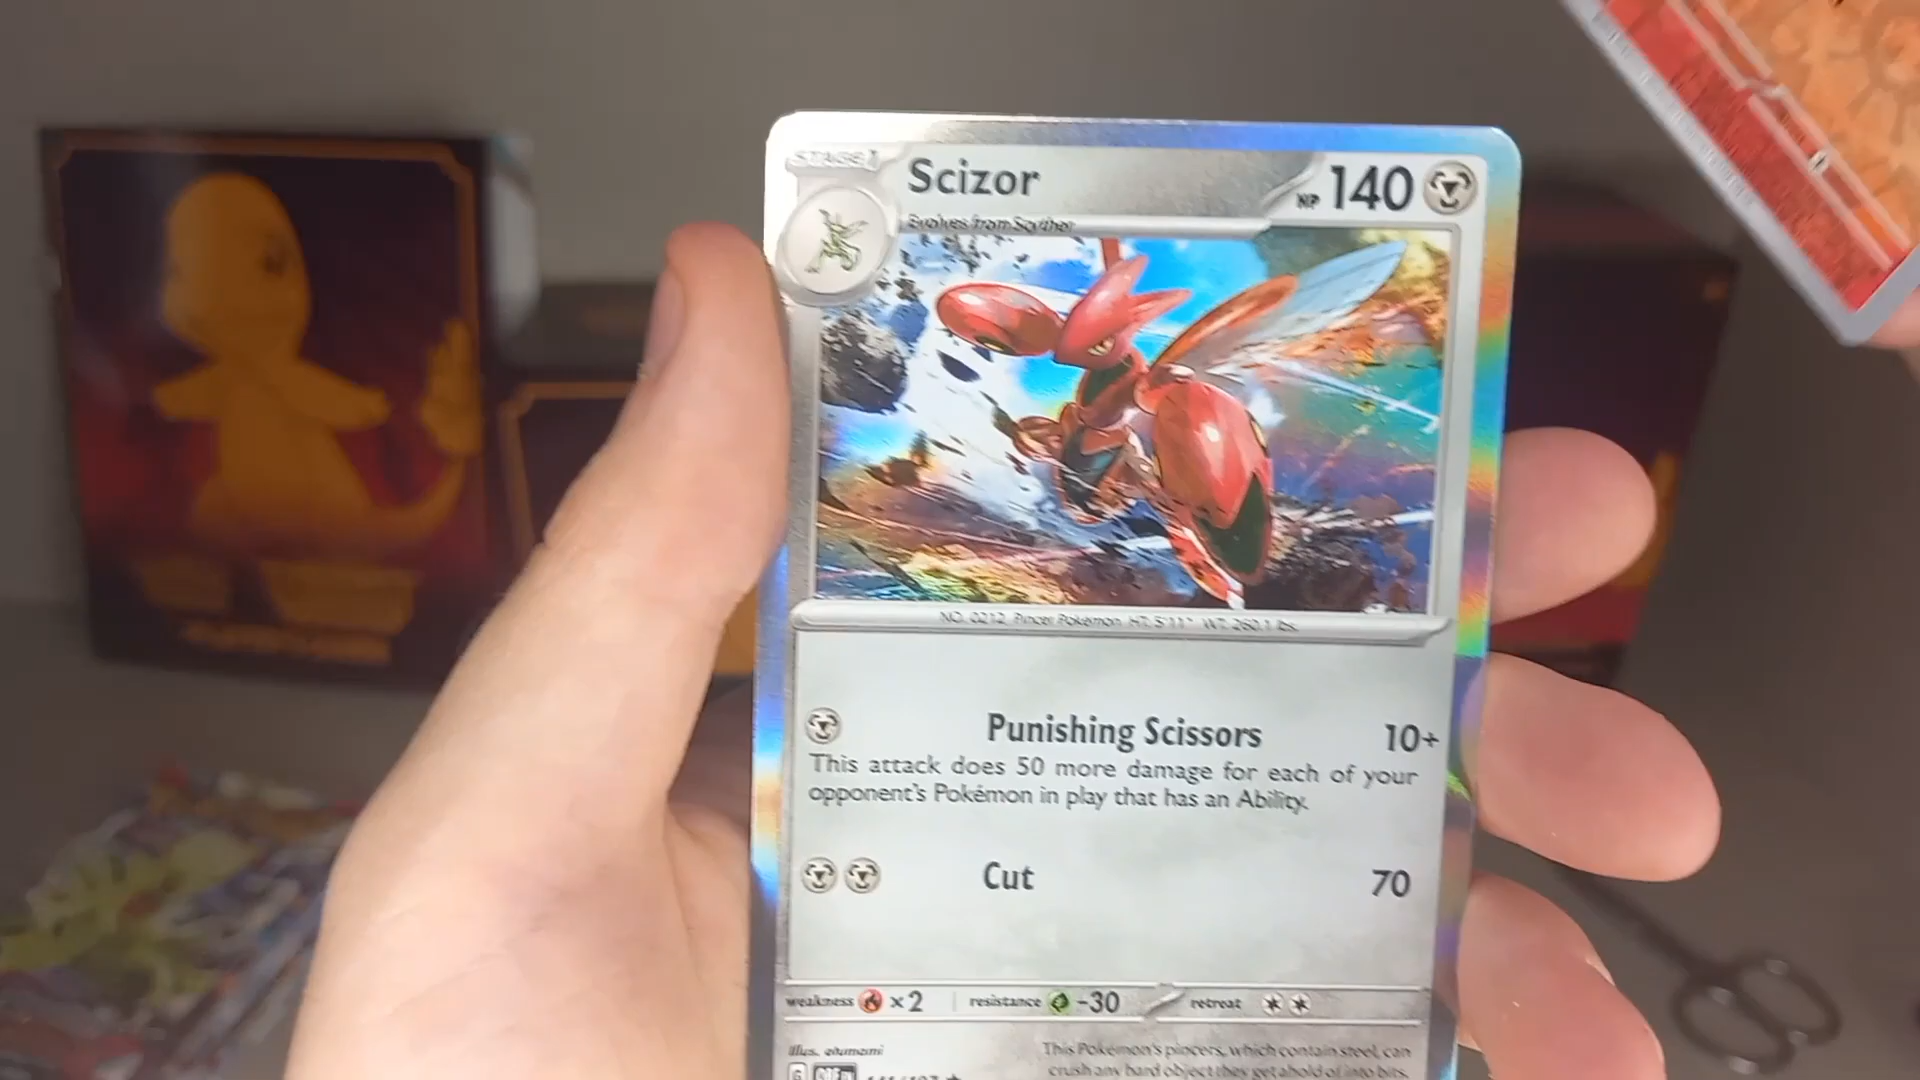 STAGE 1
Scizor
HP 140
Evolves from Scyther
NO. 0212 Pincer Pokémon HT: 5'11" WT: 260.1 lbs.
Punishing Scissors 10+
This attack does 50 more damage for each of your
opponent's Pokémon in play that has an Ability.
Cut 70
weakness ×2 resistance -30 retreat
Illus. otumami
This Pokémon's pincers, which contain steel, can
crush any hard object they get ahold of into bits.
G OBF EN